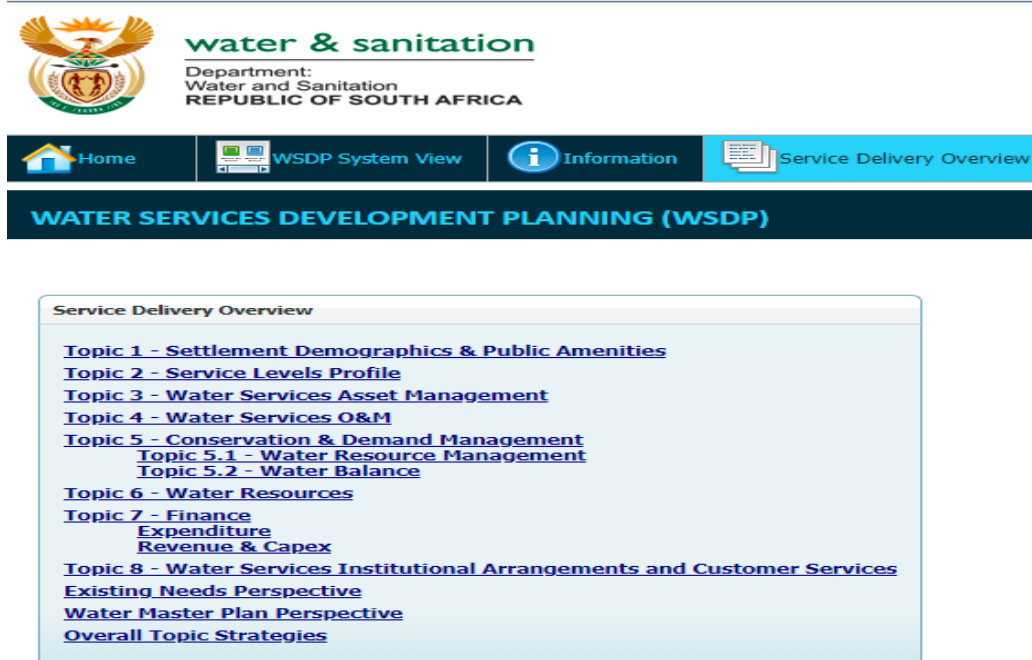 water & sanitation
Department:
Water and Sanitation
REPUBLIC OF SOUTH AFRICA
Home WSDP System View Information Service Delivery Overview
WATER SERVICES DEVELOPMENT PLANNING (WSDP)
Service Delivery Overview
Topic 1 - Settlement Demographics & Public Amenities
Topic 2 - Service Levels Profile
Topic 3 - Water Services Asset Management
Topic 4 - Water Services O&M
Topic 5 - Conservation & Demand Management
Topic 5.1 - Water Resource Management
Topic 5.2 - Water Balance
Topic 6 - Water Resources
Topic 7 - Finance
Expenditure
Revenue & Capex
Topic 8 - Water Services Institutional Arrangements and Customer Services
Existing Needs Perspective
Water Master Plan Perspective
Overall Topic Strategies